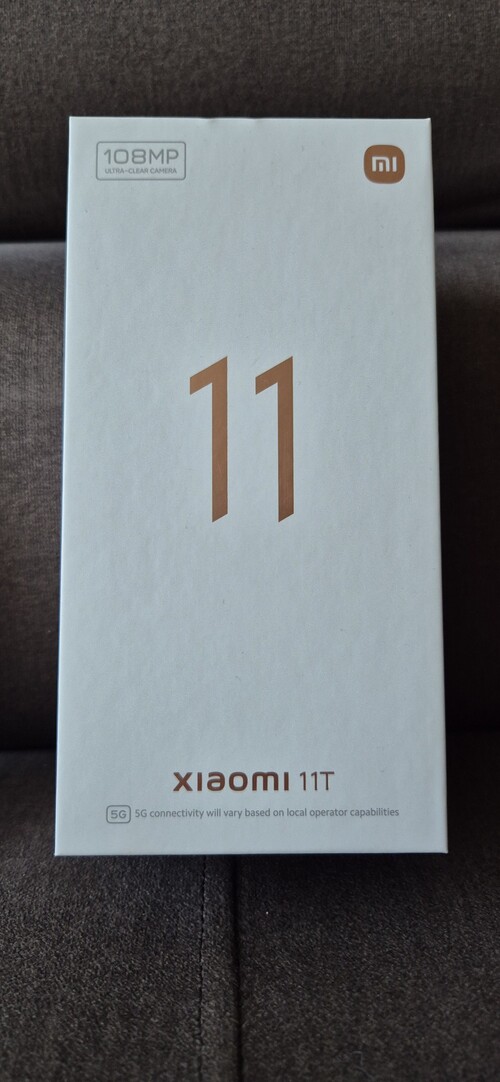 108MP
ULTRA-CLEAR CAMERA
mi
11
xiaomi 11T
5G 5G connectivity will vary based on local operator capabilities